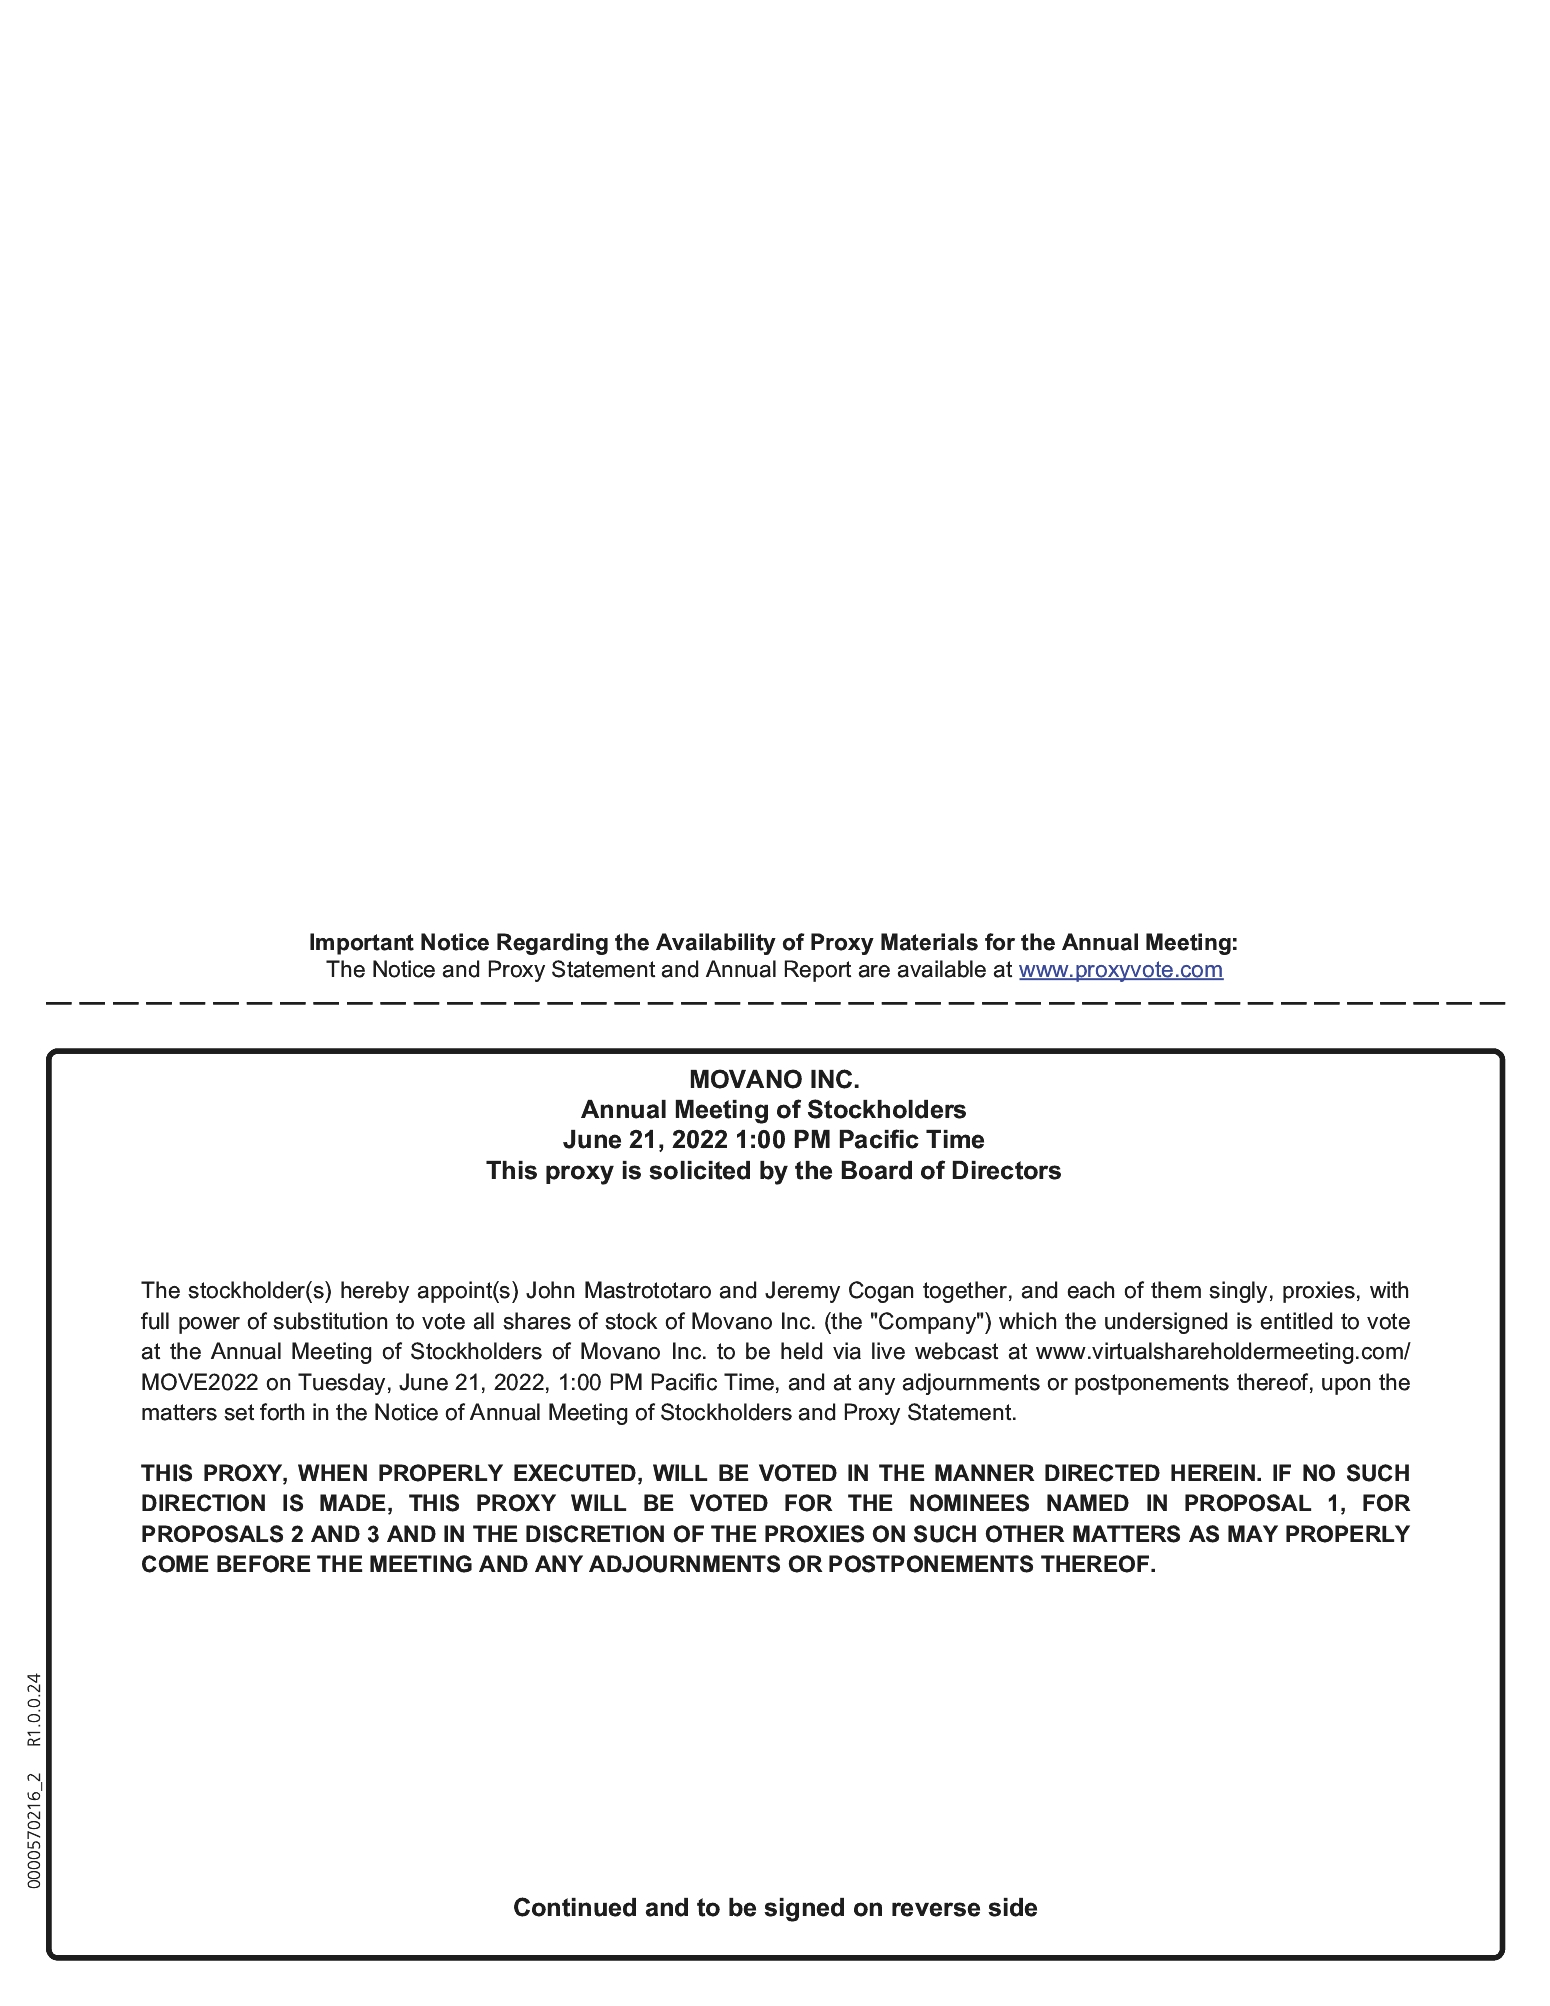 Important Notice Regarding the Availability of Proxy Materials for the Annual Meeting:
The Notice and Proxy Statement and Annual Report are available at www.proxyvote.com
MOVANO INC.
Annual Meeting of Stockholders
June 21, 2022 1:00 PM Pacific Time
This proxy is solicited by the Board of Directors
The stockholder(s) hereby appoint(s) John Mastrototaro and Jeremy Cogan together, and each of them singly, proxies, with
full power of substitution to vote all shares of stock of Movano Inc. (the "Company") which the undersigned is entitled to vote
at the Annual Meeting of Stockholders of Movano Inc. to be held via live webcast at www.virtualshareholdermeeting.com/
MOVE2022 on Tuesday, June 21, 2022, 1:00 PM Pacific Time, and at any adjournments or postponements thereof, upon the
matters set forth in the Notice of Annual Meeting of Stockholders and Proxy Statement.
THIS PROXY, WHEN PROPERLY EXECUTED, WILL BE VOTED IN THE MANNER DIRECTED HEREIN. IF NO SUCH
DIRECTION IS MADE, THIS PROXY WILL BE VOTED FOR THE NOMINEES NAMED IN PROPOSAL 1, FOR
PROPOSALS 2 AND 3 AND IN THE DISCRETION OF THE PROXIES ON SUCH OTHER MATTERS AS MAY PROPERLY
COME BEFORE THE MEETING AND ANY ADJOURNMENTS OR POSTPONEMENTS THEREOF.
0000570216_2 R1.0.0.24
Continued and to be signed on reverse side